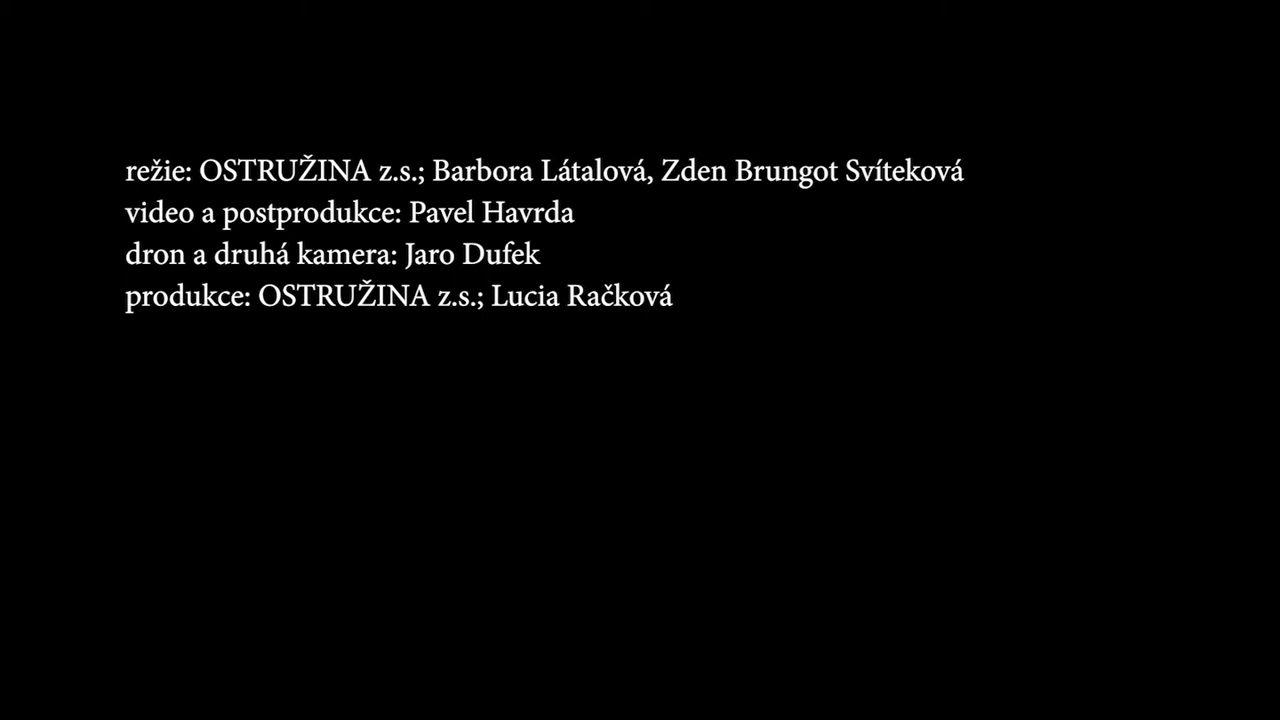 režie: OSTRUŽINA z.s.; Barbora Látalová, Zden Brungot Svíteková
video a postprodukce: Pavel Havrda
dron a druhá kamera: Jaro Dufek
produkce: OSTRUŽINA z.s.; Lucia Račková